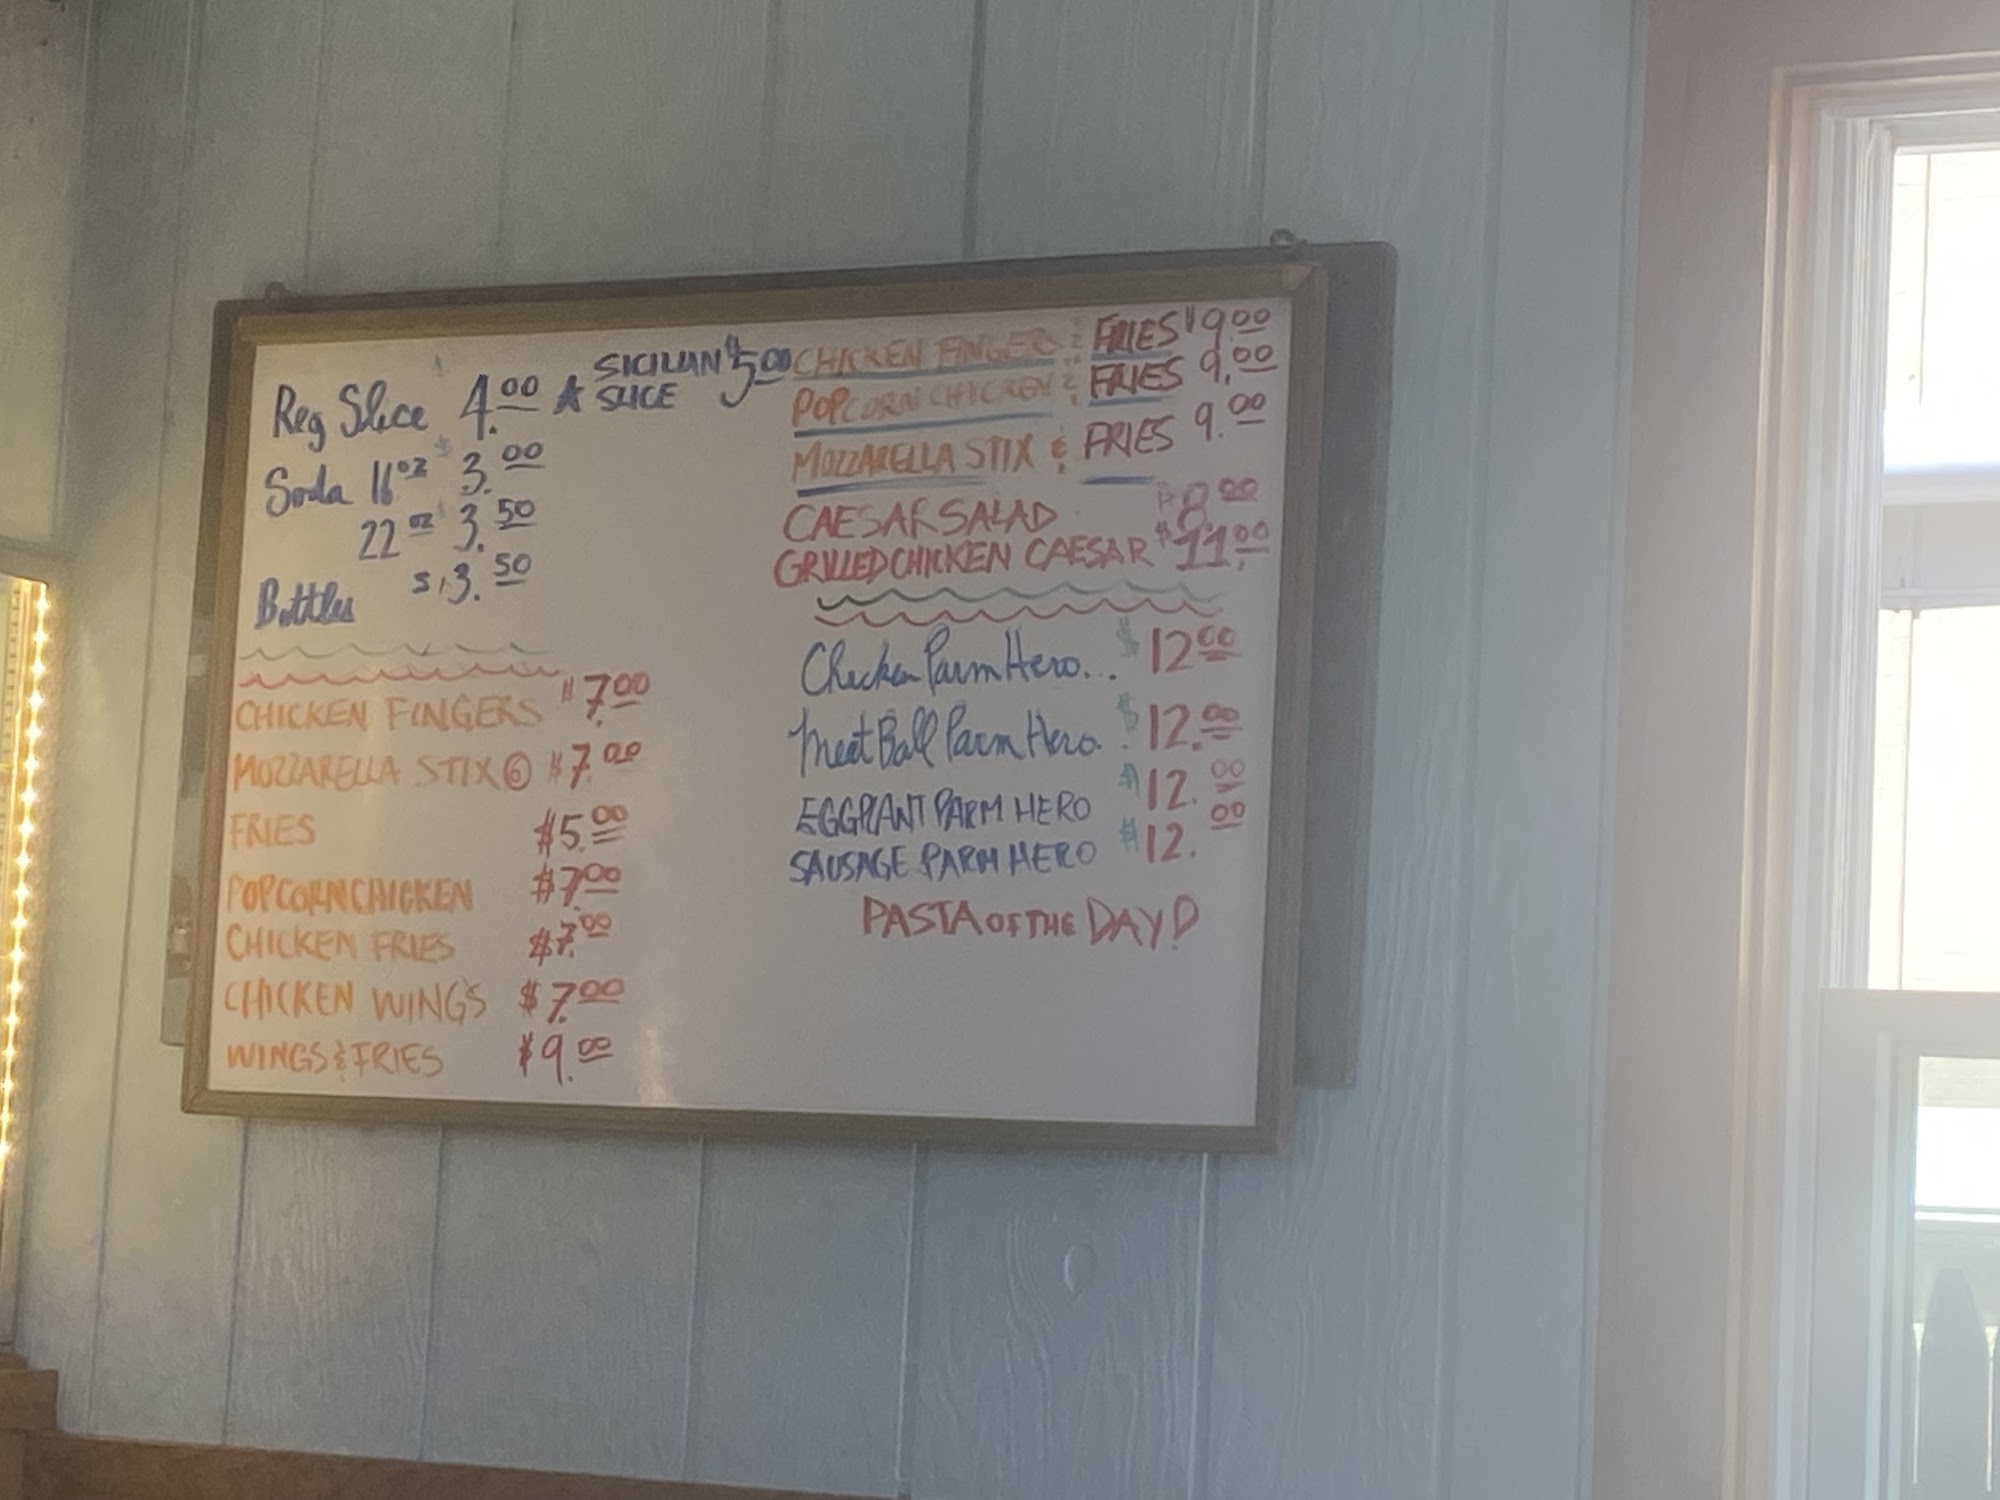 Reg Slice 4.00 ☆ SICILIAN SLICE $5.00
Soda 16oz $3.00
22oz $3.50
Bottles $3.50
CHICKEN FINGERS $7.00
MOZZARELLA STIX ⑥ $7.00
FRIES $5.00
POPCORN CHICKEN $7.00
CHICKEN FRIES $7.00
CHICKEN WINGS $7.00
WINGS & FRIES $9.00
CHICKEN FINGER & FRIES $9.00
POPCORN CHICKEN & FRIES 9.00
MOZZARELLA STIX & FRIES 9.00
CAESAR SALAD $8.00
GRILLED CHICKEN CAESAR $11.00
Chicken Parm Hero... $12.00
Meat Ball Parm Hero.. $12.00
EGGPLANT PARM HERO $12.00
SAUSAGE PARM HERO $12.00
PASTA OF THE DAY?